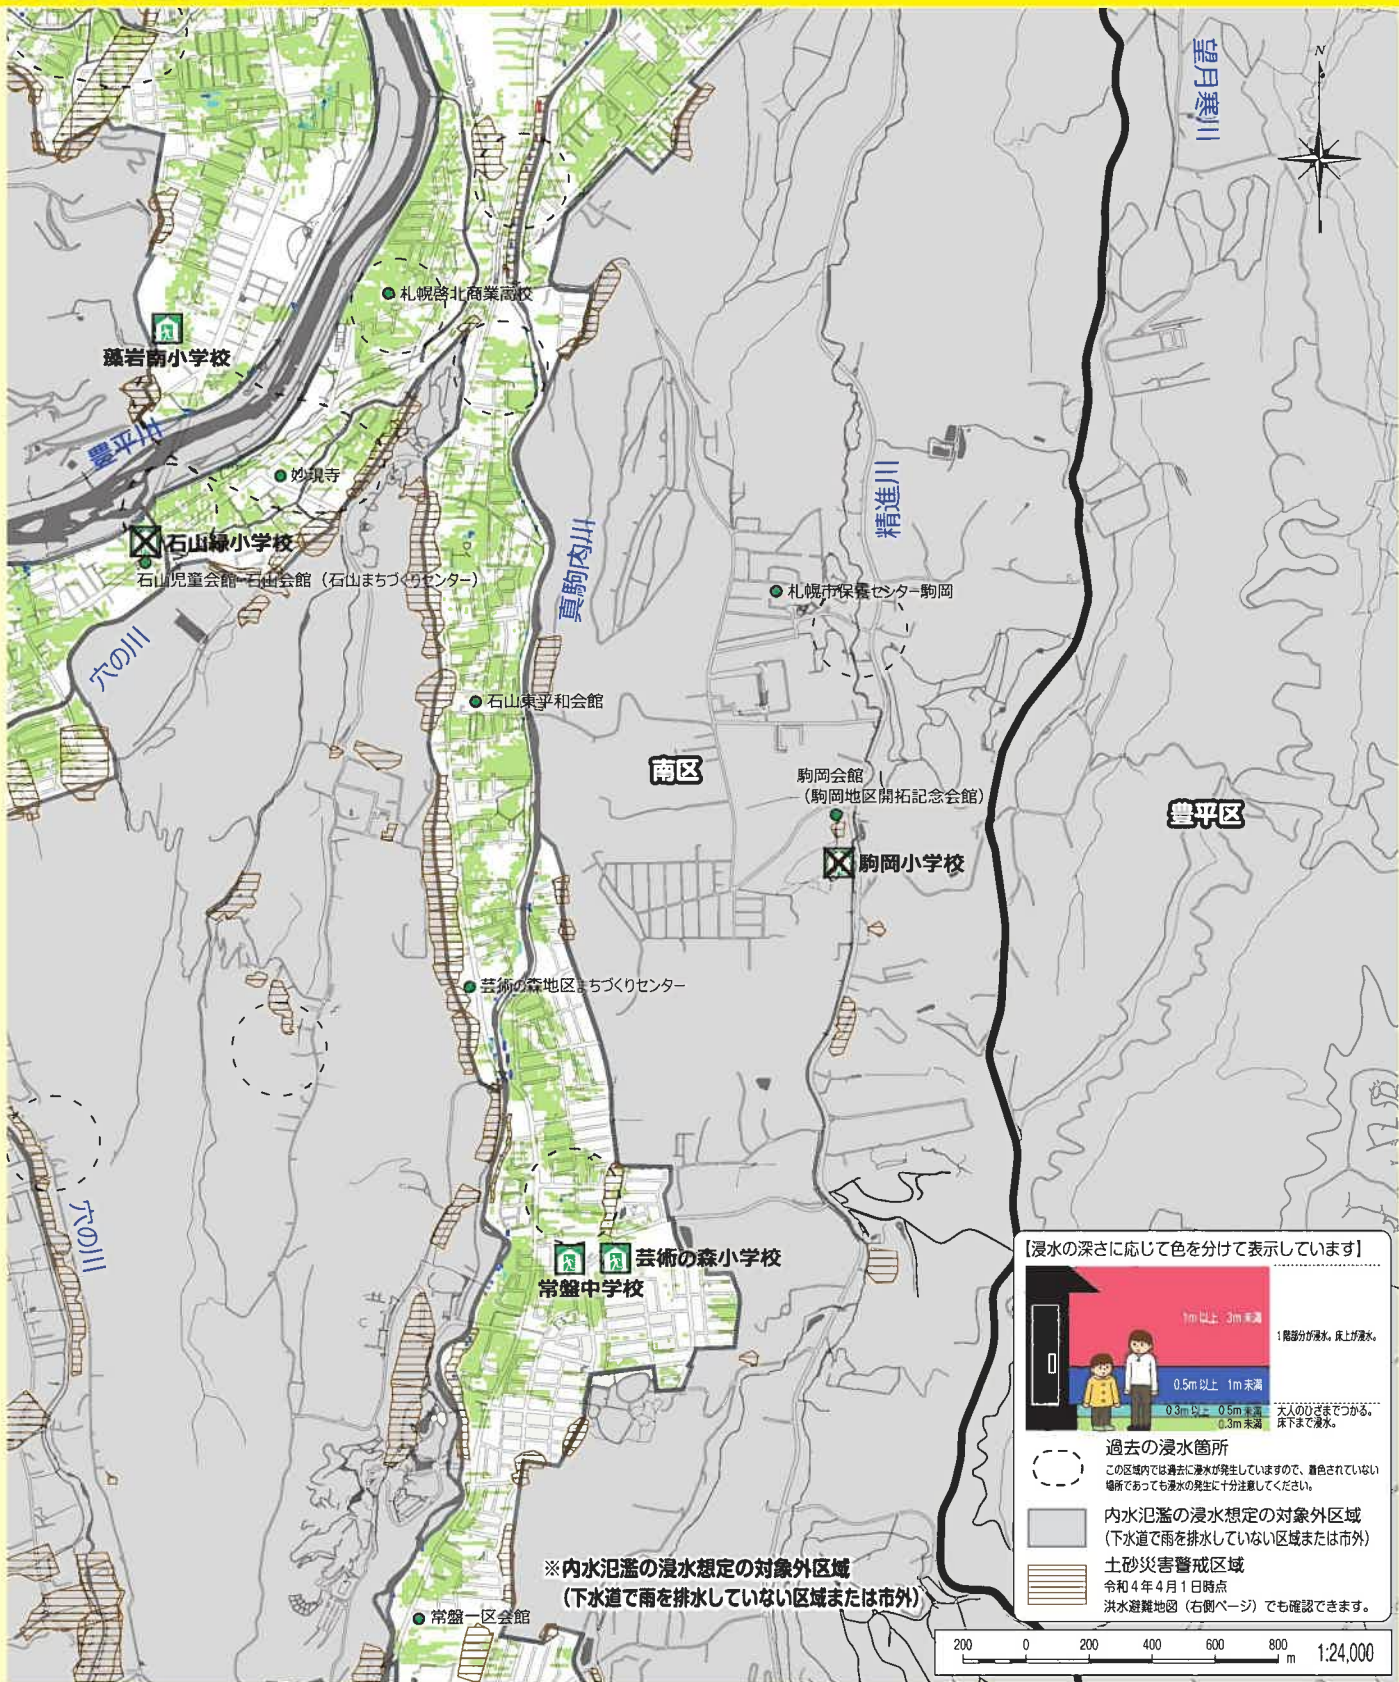 望月寒川
N
札幌啓北商業高校
藻岩南小学校
豊平川
妙現寺
石山緑小学校
石山児童会館・石山会館（石山まちづくりセンター）
穴の川
真駒内川
精進川
札幌市保養センター駒岡
石山東平和会館
南区
駒岡会館
（駒岡地区開拓記念会館）
豊平区
駒岡小学校
芸術の森地区まちづくりセンター
穴の川
芸術の森小学校
常盤中学校
常盤一区会館
※内水氾濫の浸水想定の対象外区域
（下水道で雨を排水していない区域または市外）
【浸水の深さに応じて色を分けて表示しています】
1m 以上 3m 未満
1階部分が浸水。床上が浸水。
0.5m 以上 1m 未満
0.3m 以上 0.5m 未満
0.3m 未満
大人のひざまでつかる。
床下まで浸水。
過去の浸水箇所
この区域内では過去に浸水が発生していますので、着色されていない
場所であっても浸水の発生に十分注意してください。
内水氾濫の浸水想定の対象外区域
（下水道で雨を排水していない区域または市外）
土砂災害警戒区域
令和４年４月１日時点
洪水避難地図（右側ページ）でも確認できます。
200 0 200 400 600 800 m 1:24,000